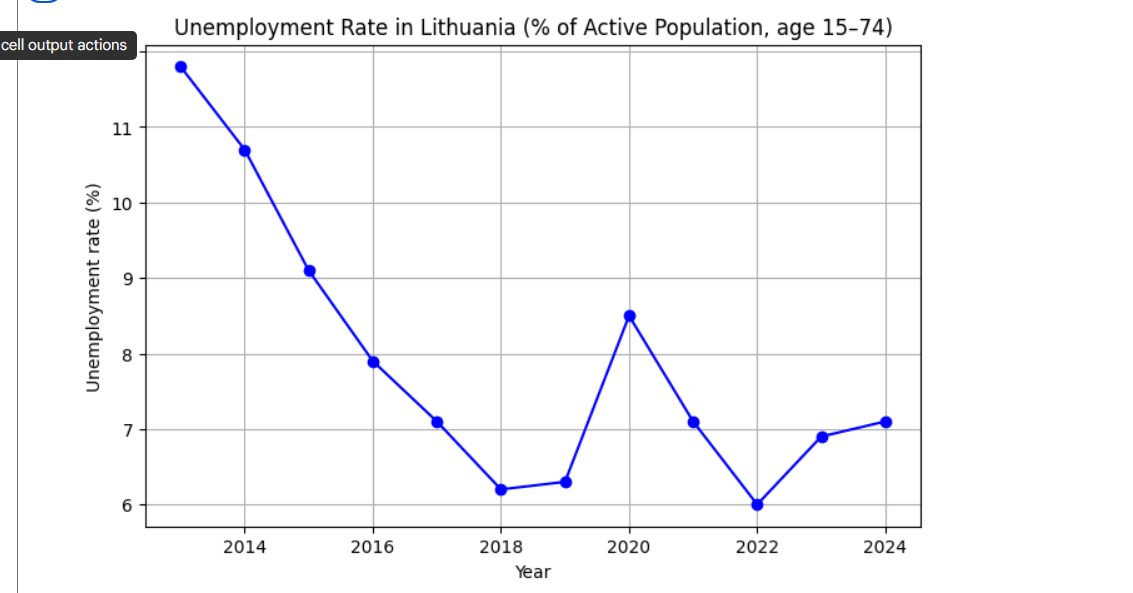 Unemployment Rate in Lithuania (% of Active Population, age 15–74)
cell output actions
11
10
9
8
7
6
Unemployment rate (%)
2014 2016 2018 2020 2022 2024
Year